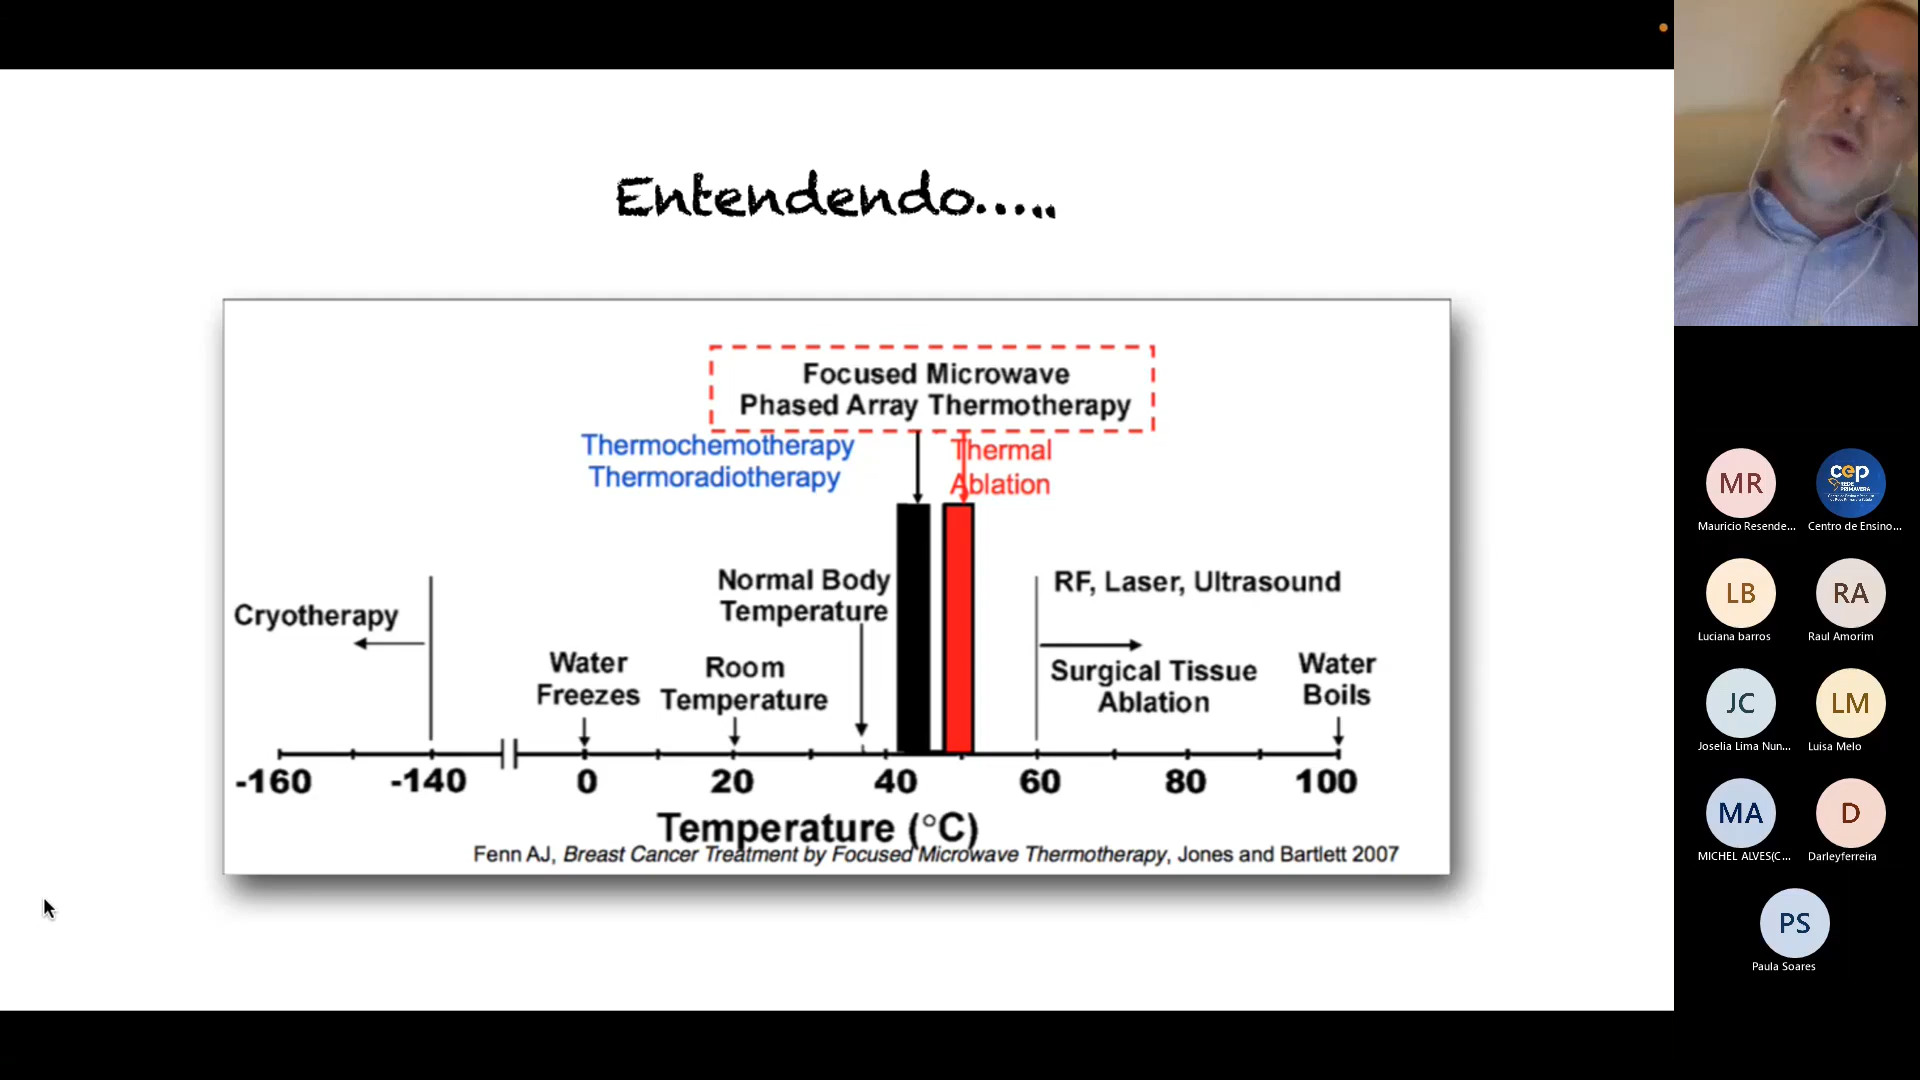 Entendendo.....
Focused Microwave
Phased Array Thermotherapy
Thermochemotherapy
Thermoradiotherapy
Thermal
Ablation
Normal Body
Temperature
RF, Laser, Ultrasound
Cryotherapy
Water
Freezes
Room
Temperature
Surgical Tissue
Ablation
Water
Boils
-160 -140 0 20 40 60 80 100
Temperature (°C)
Fenn AJ, Breast Cancer Treatment by Focused Microwave Thermotherapy, Jones and Bartlett 2007
MR
Mauricio Resende...
cep
REDE
PRIMAVERA
Centro de Ensino...
LB
Luciana barros
RA
Raul Amorim
JC
Joselia Lima Nun...
LM
Luisa Melo
MA
MICHEL ALVES(C...
D
Darleyferreira
PS
Paula Soares